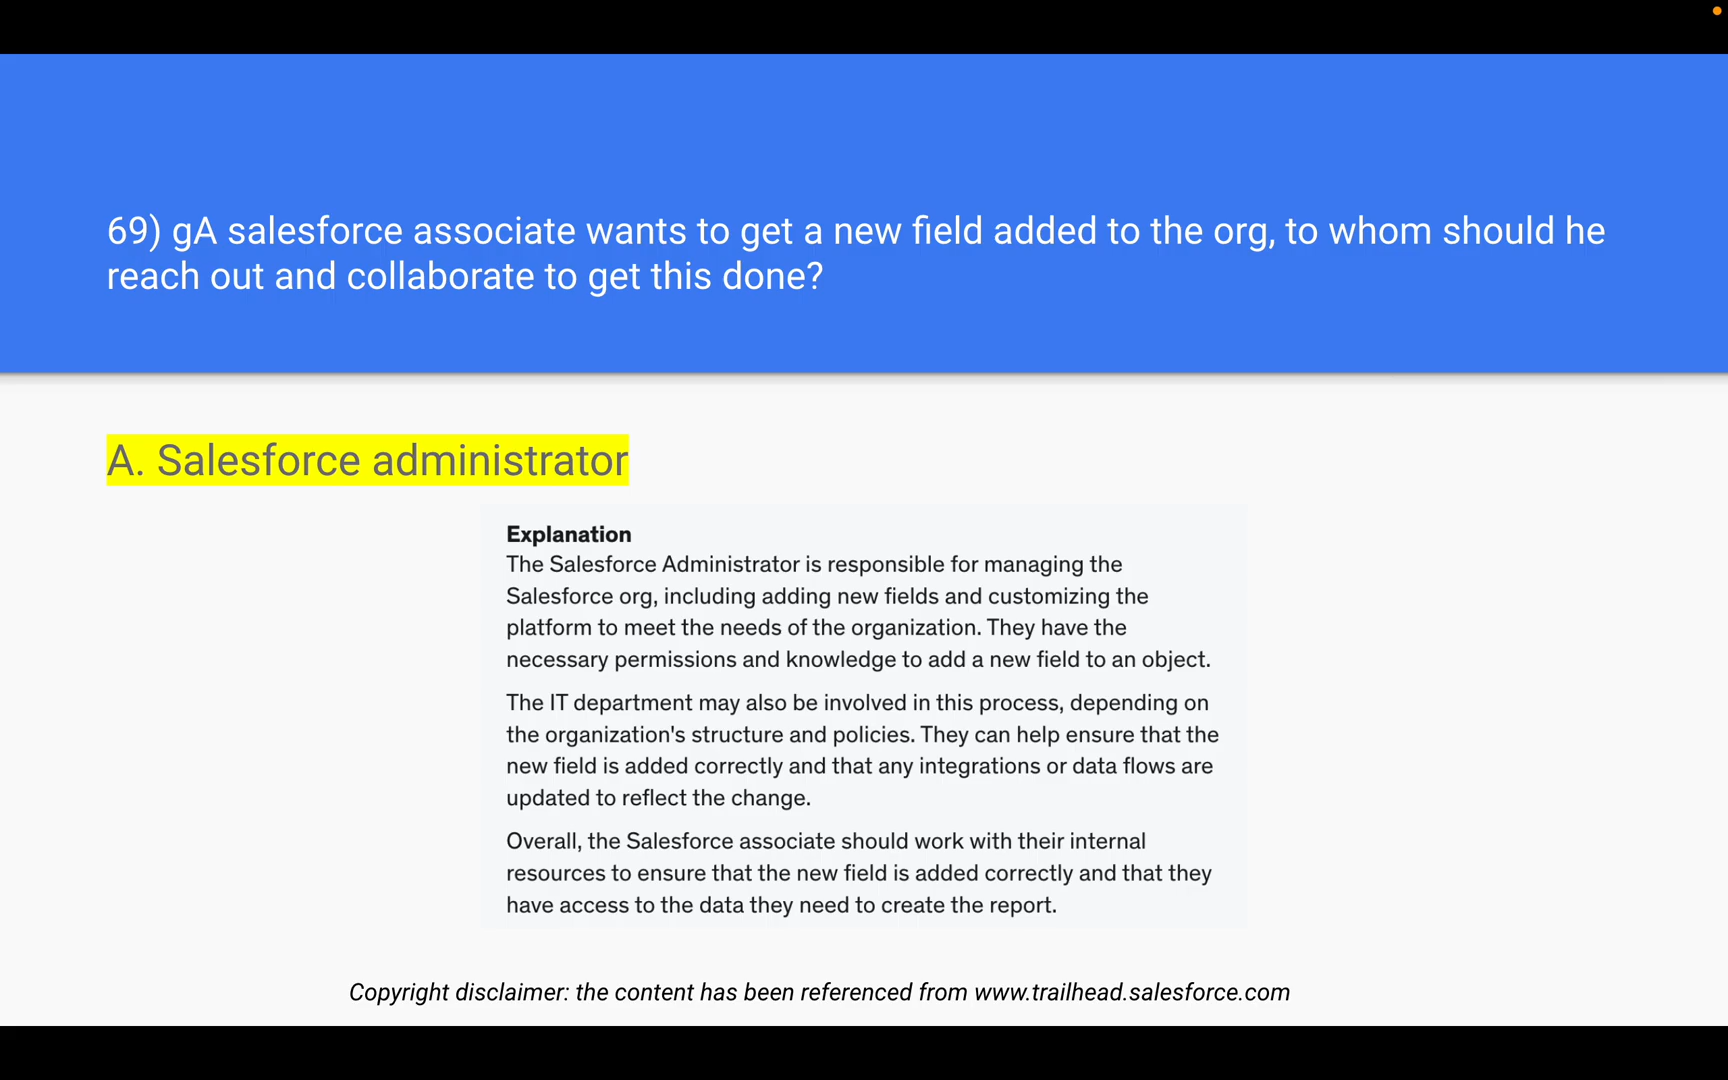 69) gA salesforce associate wants to get a new field added to the org, to whom should he
reach out and collaborate to get this done?
A. Salesforce administrator
Explanation
The Salesforce Administrator is responsible for managing the
Salesforce org, including adding new fields and customizing the
platform to meet the needs of the organization. They have the
necessary permissions and knowledge to add a new field to an object.
The IT department may also be involved in this process, depending on
the organization's structure and policies. They can help ensure that the
new field is added correctly and that any integrations or data flows are
updated to reflect the change.
Overall, the Salesforce associate should work with their internal
resources to ensure that the new field is added correctly and that they
have access to the data they need to create the report.
Copyright disclaimer: the content has been referenced from www.trailhead.salesforce.com